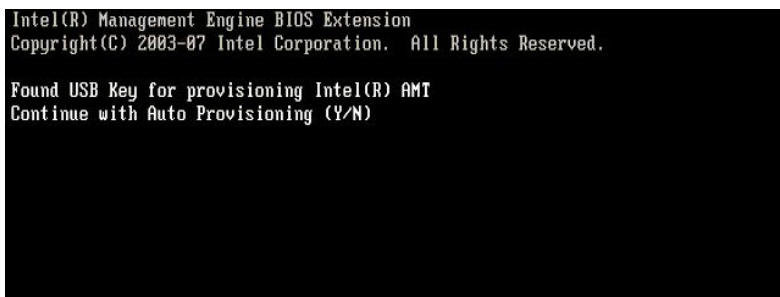 Intel(R) Management Engine BIOS Extension
Copyright(C) 2003-07 Intel Corporation.  All Rights Reserved.
Found USB Key for provisioning Intel(R) AMT
Continue with Auto Provisioning (Y/N)